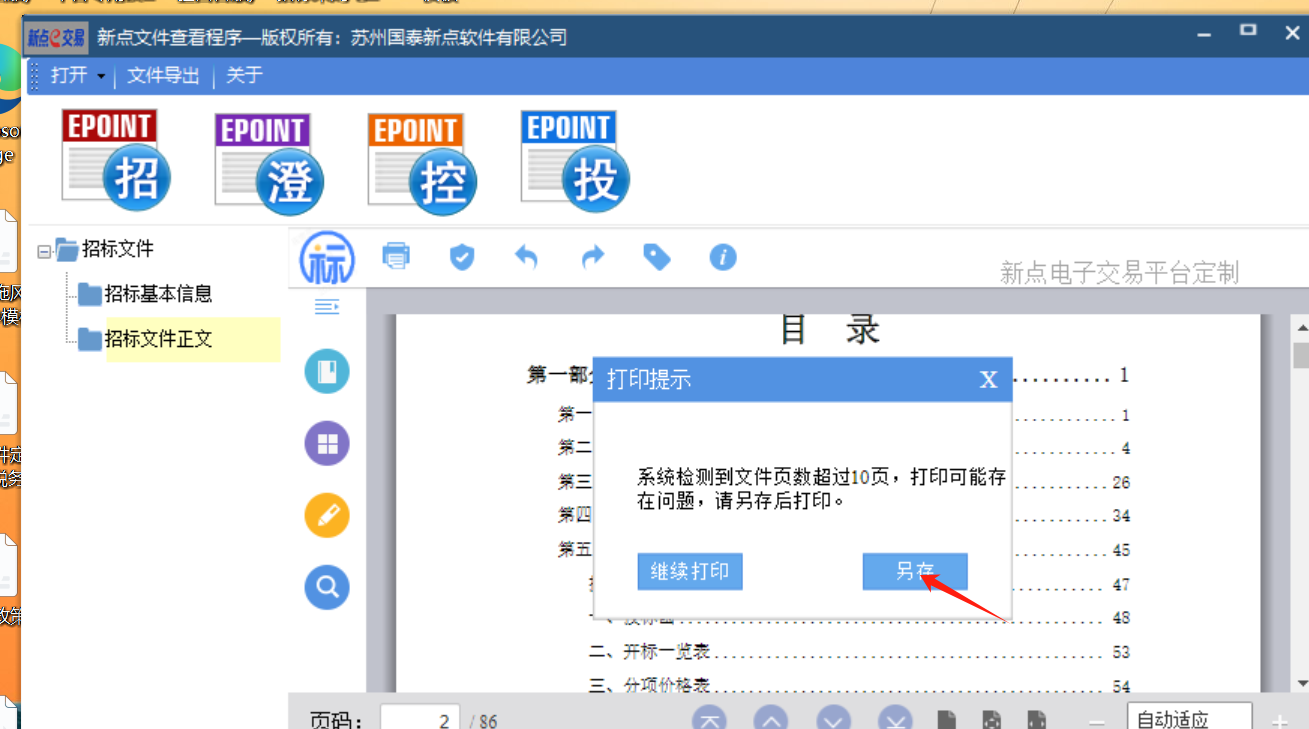 新点e交易 新点文件查看程序—版权所有：苏州国泰新点软件有限公司
打开 文件导出 关于
EPOINT EPOINT EPOINT EPOINT
招 澄 控 投
招标文件
招标基本信息
招标文件正文
标
新点电子交易平台定制
目 录
第一部 .......... 1
第一 ............ 1
第二 ............ 4
第三 ............ 26
第四 ............ 34
第五 ............ 45
............ 47
............ 48
二、开标一览表 ............ 53
三、分项价格表 ............ 54
打印提示 X
系统检测到文件页数超过10页，打印可能存
在问题，请另存后打印。
继续打印 另存
页码： 2 / 86 自动适应